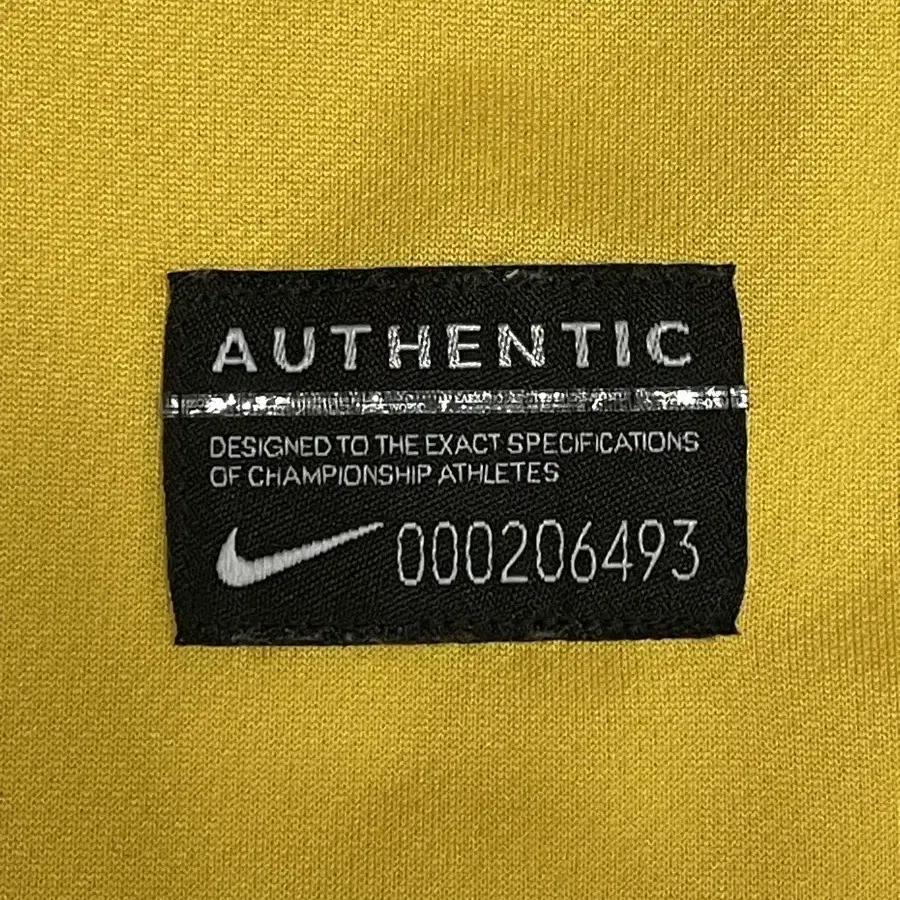 AUTHENTIC
DESIGNED TO THE EXACT SPECIFICATIONS
OF CHAMPIONSHIP ATHLETES
000206493